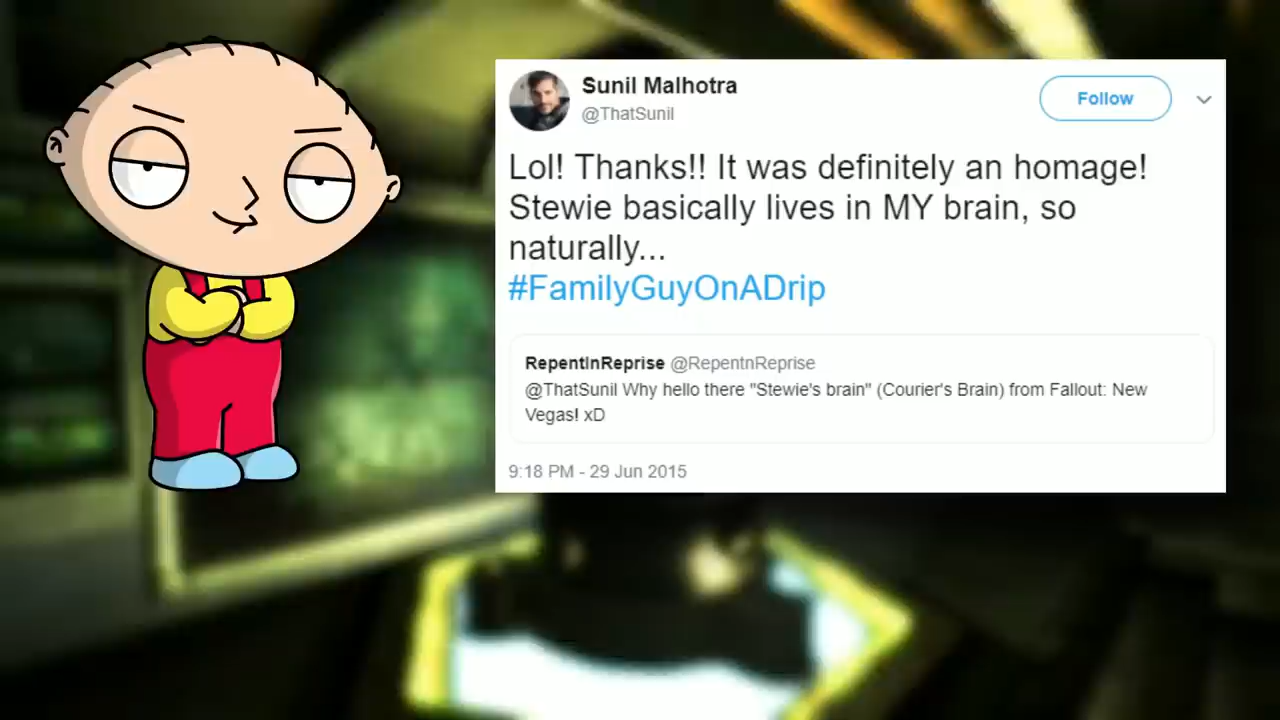 Sunil Malhotra
@ThatSunil
Follow
Lol! Thanks!! It was definitely an homage!
Stewie basically lives in MY brain, so
naturally...
#FamilyGuyOnADrip
RepentInReprise @RepentnReprise
@ThatSunil Why hello there "Stewie's brain" (Courier's Brain) from Fallout: New
Vegas! xD
9:18 PM - 29 Jun 2015